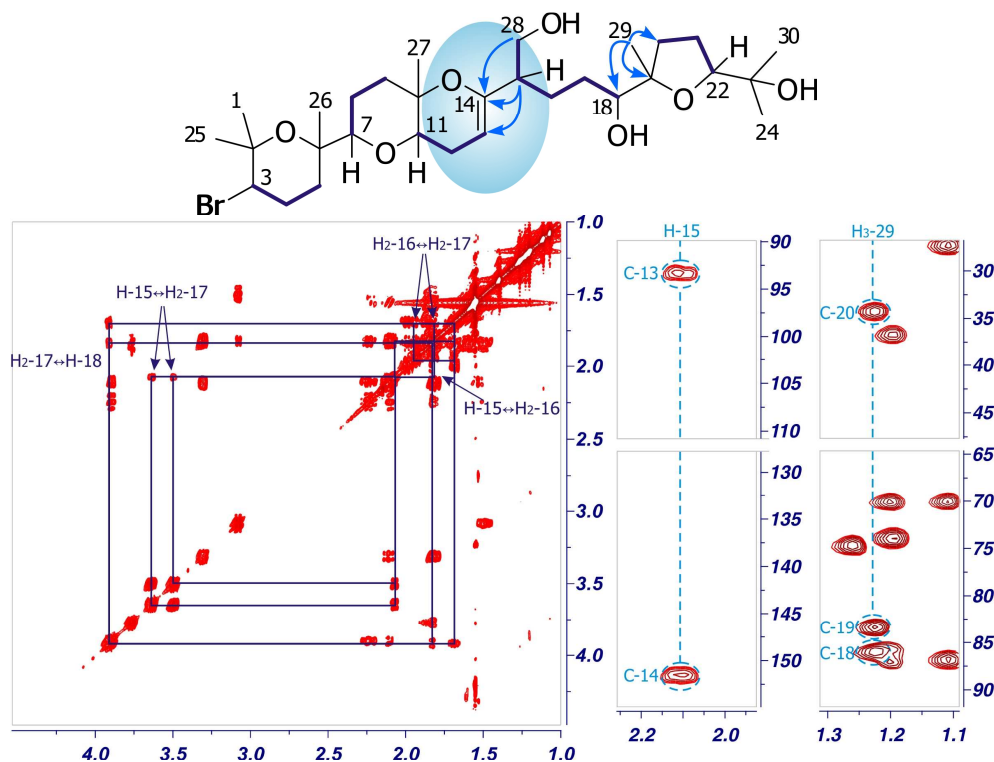 28 OH
29
30
27
H
H
O
1
26
14
18
22
OH
O
25
O
7
11
OH
24
3
H
O
H
Br
H-15
H₃-29
H₂-16↔H₂-17
H-15↔H₂-17
H₂-17↔H-18
H-15↔H₂-16
1.0
1.5
2.0
2.5
3.0
3.5
4.0
4.0 3.5 3.0 2.5 2.0 1.5 1.0
C-13
90
95
100
105
110
C-14
130
135
140
145
150
2.2 2.0
C-20
30
35
40
45
C-19
C-18
65
70
75
80
85
90
1.3 1.2 1.1